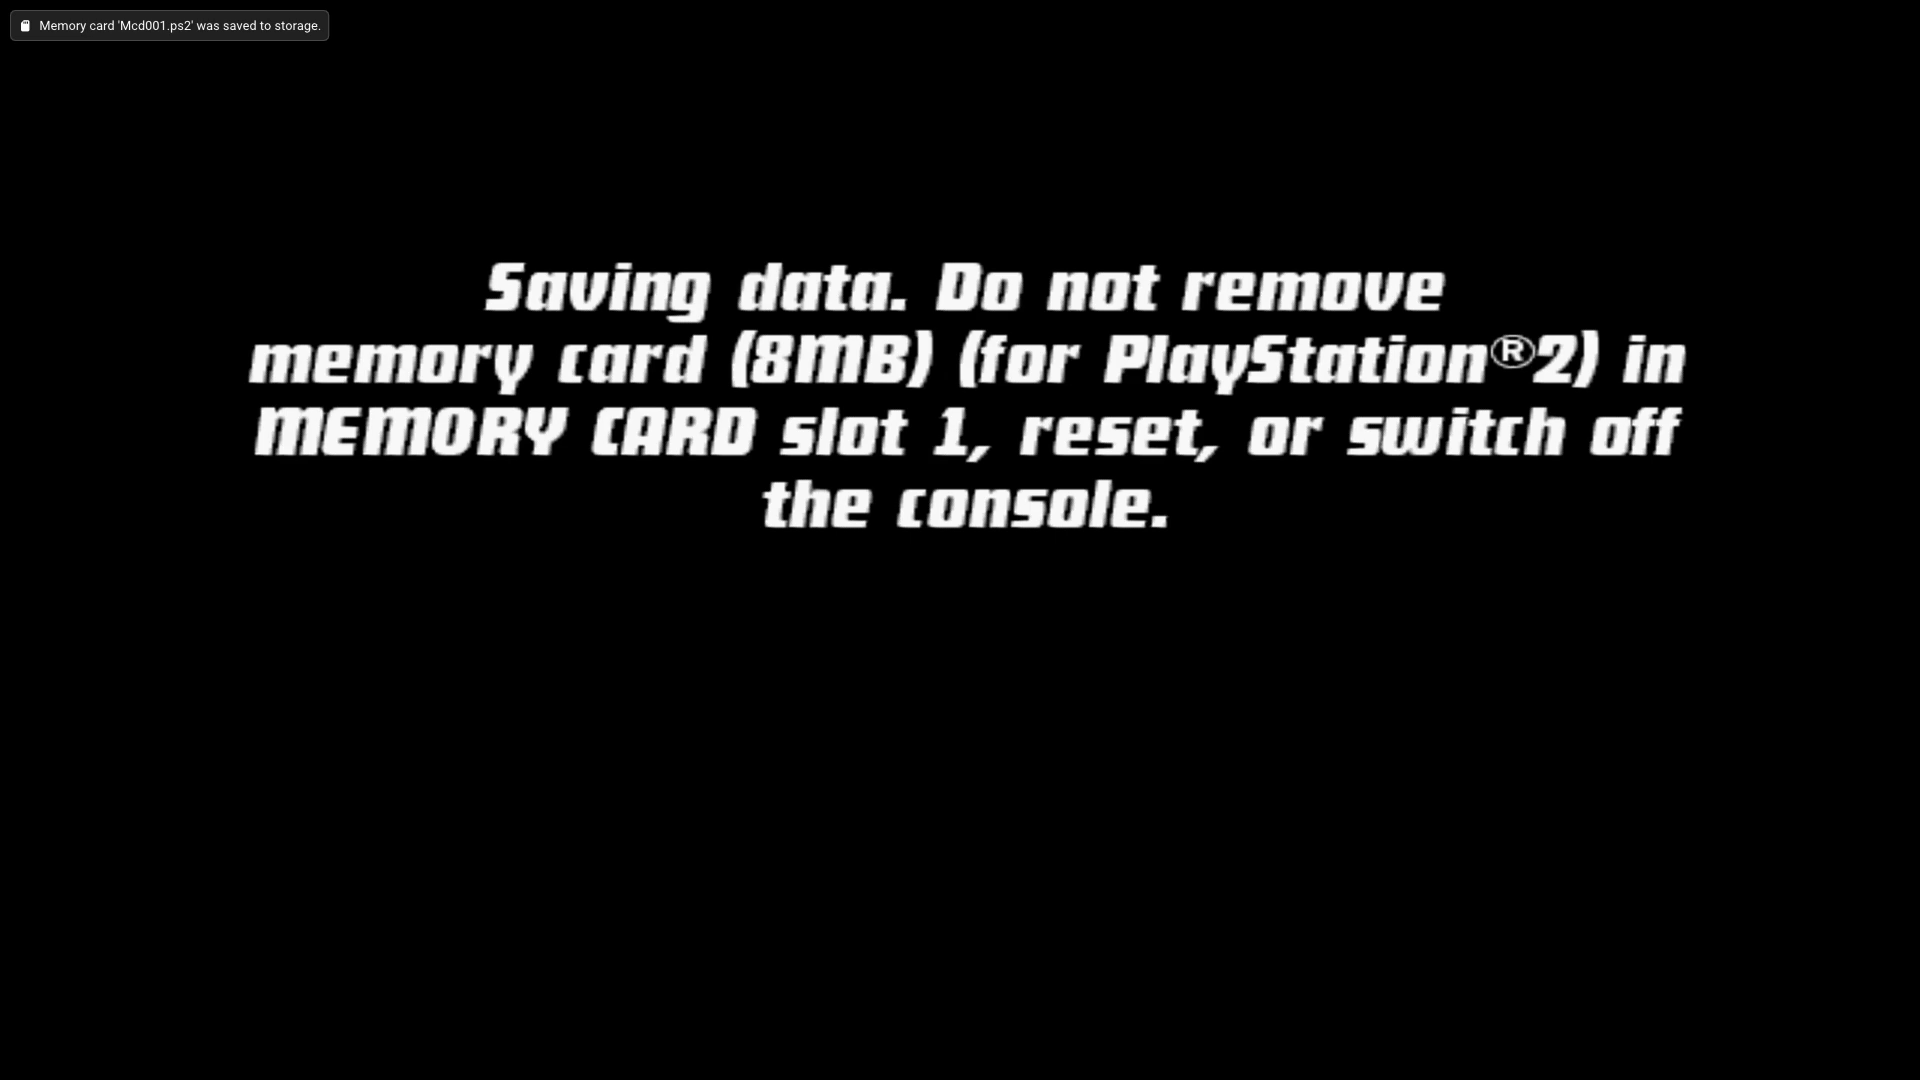 Memory card 'Mcd001.ps2' was saved to storage.
Saving data. Do not remove
memory card (8MB) (for PlayStation®2) in
MEMORY CARD slot 1, reset, or switch off
the console.